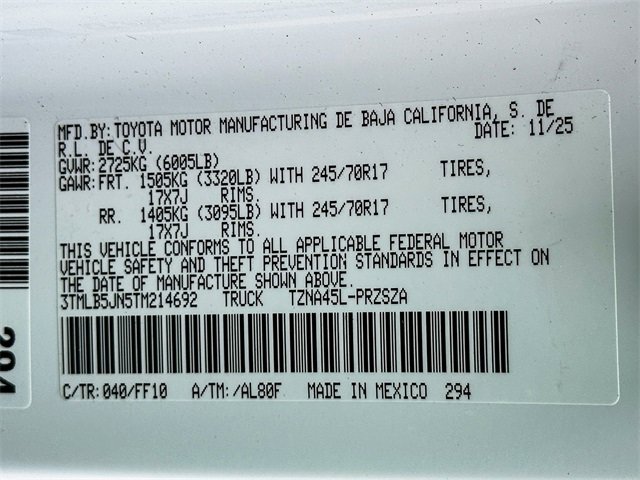 MFD.BY: TOYOTA MOTOR MANUFACTURING DE BAJA CALIFORNIA, S. DE
R.L. DE C.V. DATE: 11/25
GVWR: 2725KG (6005LB)
GAWR: FRT. 1505KG (3320LB) WITH 245/70R17 TIRES,
17X7J RIMS.
RR. 1405KG (3095LB) WITH 245/70R17 TIRES,
17X7J RIMS.
THIS VEHICLE CONFORMS TO ALL APPLICABLE FEDERAL MOTOR
VEHICLE SAFETY AND THEFT PREVENTION STANDARDS IN EFFECT ON
THE DATE OF MANUFACTURE SHOWN ABOVE.
3TMLB5JN5TM214692 TRUCK TZNA45L-PRZSZA
C/TR: 040/FF10 A/TM: /AL80F MADE IN MEXICO 294